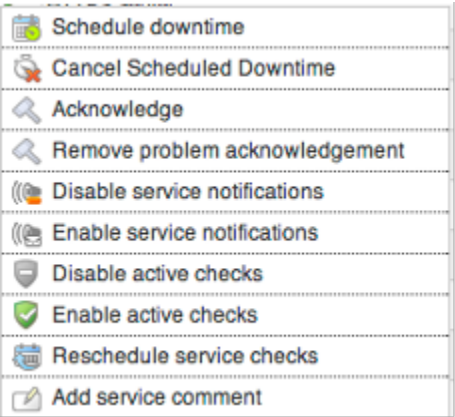 Schedule downtime
Cancel Scheduled Downtime
Acknowledge
Remove problem acknowledgement
Disable service notifications
Enable service notifications
Disable active checks
Enable active checks
Reschedule service checks
Add service comment